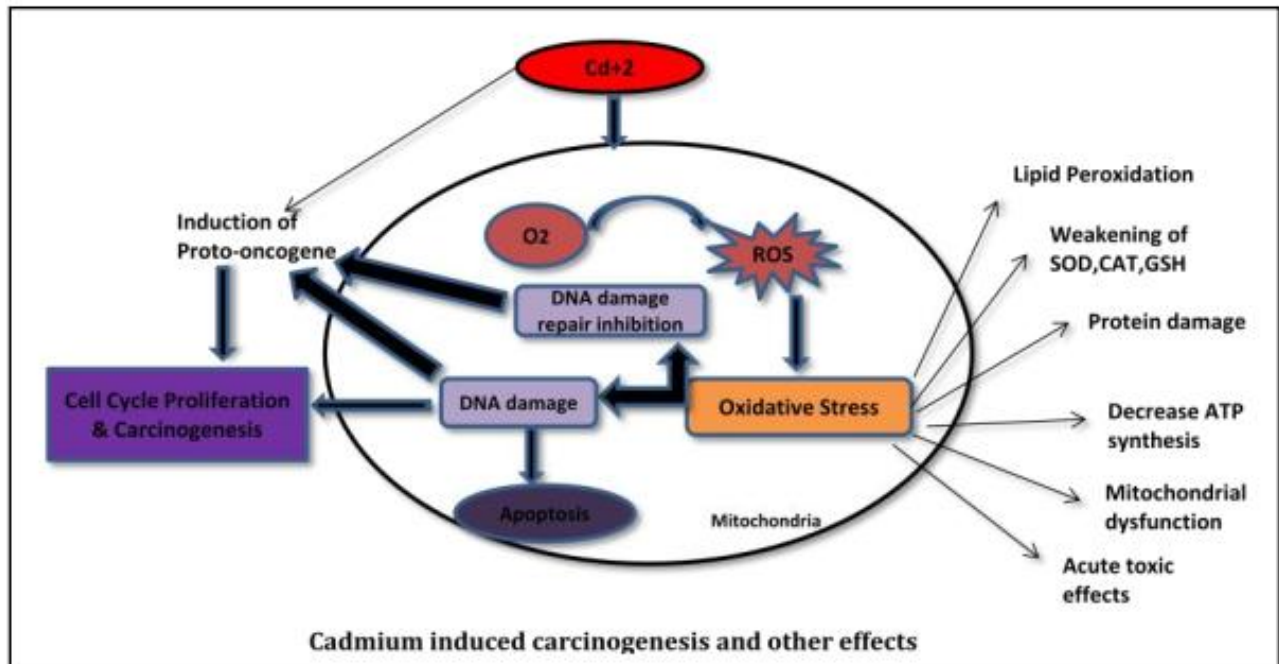 Cd+2
Lipid Peroxidation
Induction of
Proto-oncogene
O2
ROS
Weakening of
SOD,CAT,GSH
DNA damage
repair inhibition
Protein damage
Cell Cycle Proliferation
& Carcinogenesis
DNA damage
Oxidative Stress
Decrease ATP
synthesis
Apoptosis
Mitochondria
Mitochondrial
dysfunction
Acute toxic
effects
Cadmium induced carcinogenesis and other effects